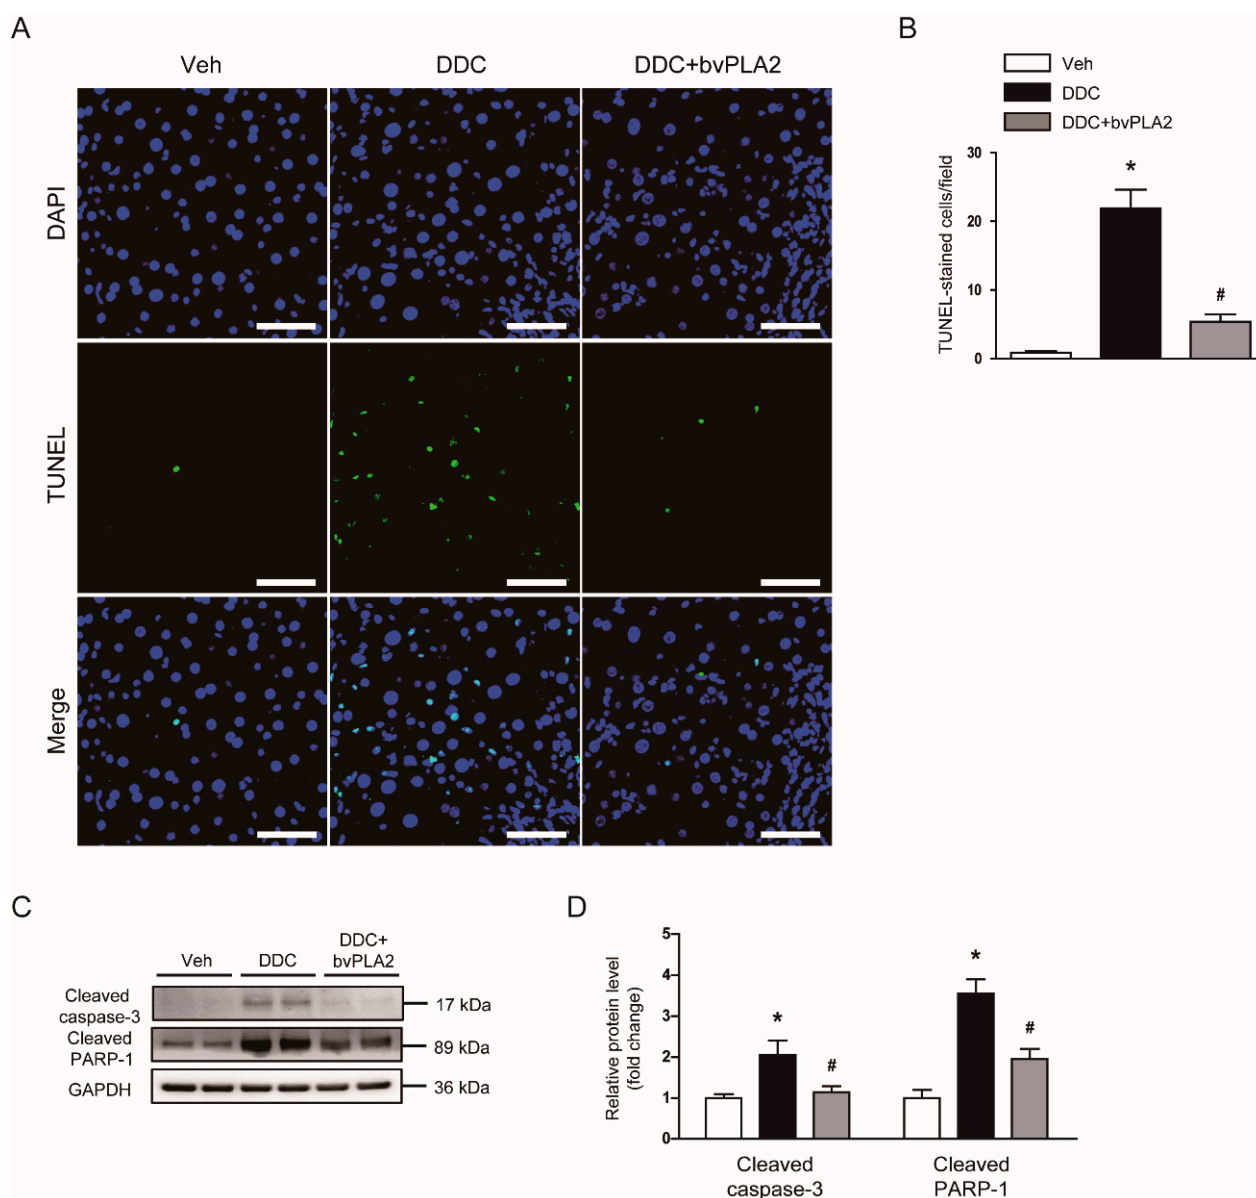 A
Veh
DDC
DDC+bvPLA2
DAPI
TUNEL
Merge
B
Veh
DDC
DDC+bvPLA2
TUNEL-stained cells/field
30
20
10
0
*
#
C
Veh
DDC
DDC+
bvPLA2
Cleaved
caspase-3
17 kDa
Cleaved
PARP-1
89 kDa
GAPDH
36 kDa
D
Relative protein level
(fold change)
5
4
3
2
1
0
*
#
*
#
Cleaved
caspase-3
Cleaved
PARP-1